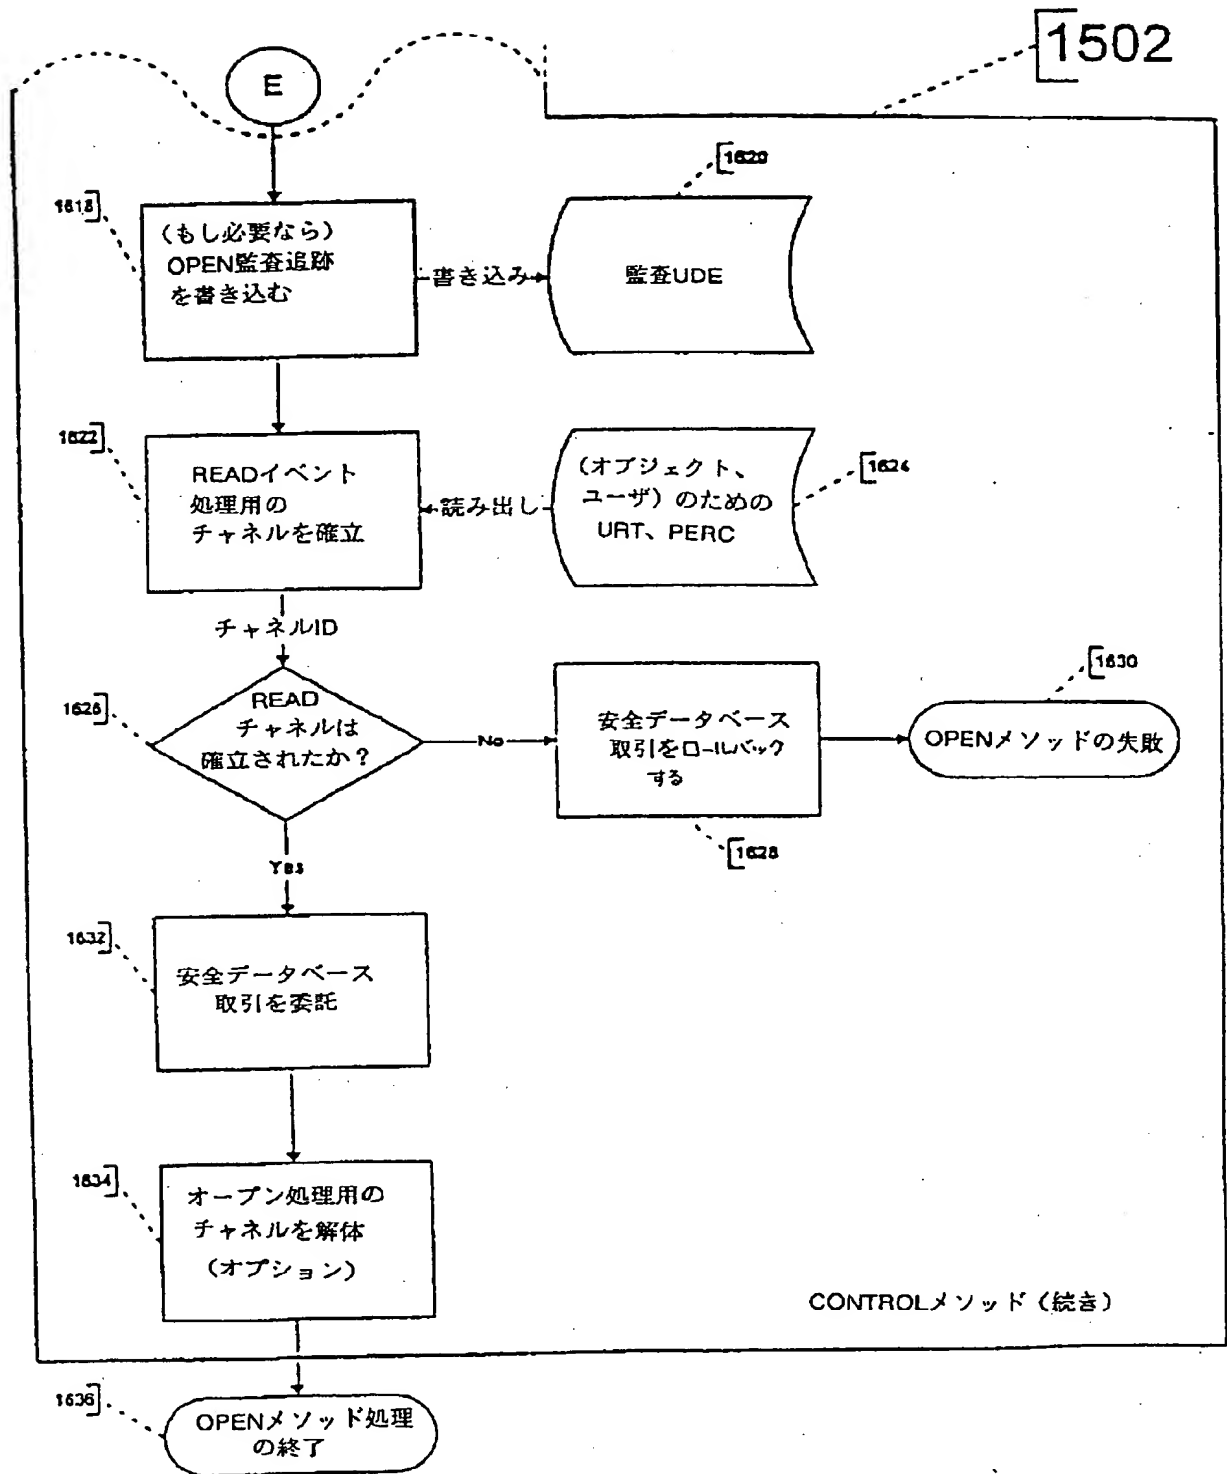 1502
E
1618
(もし必要なら)
OPEN監査追跡
を書き込む
書き込み
1620
監査UDE
1622
READイベント
処理用の
チャネルを確立
読み出し
(オブジェクト、
ユーザ)のための
URT、PERC
1624
チャネルID
1626
READ
チャネルは
確立されたか?
No
安全データベース
取引をロールバック
する
1628
1630
OPENメソッドの失敗
Yes
1632
安全データベース
取引を委託
1634
オープン処理用の
チャネルを解体
(オプション)
CONTROLメソッド(続き)
1636
OPENメソッド処理
の終了